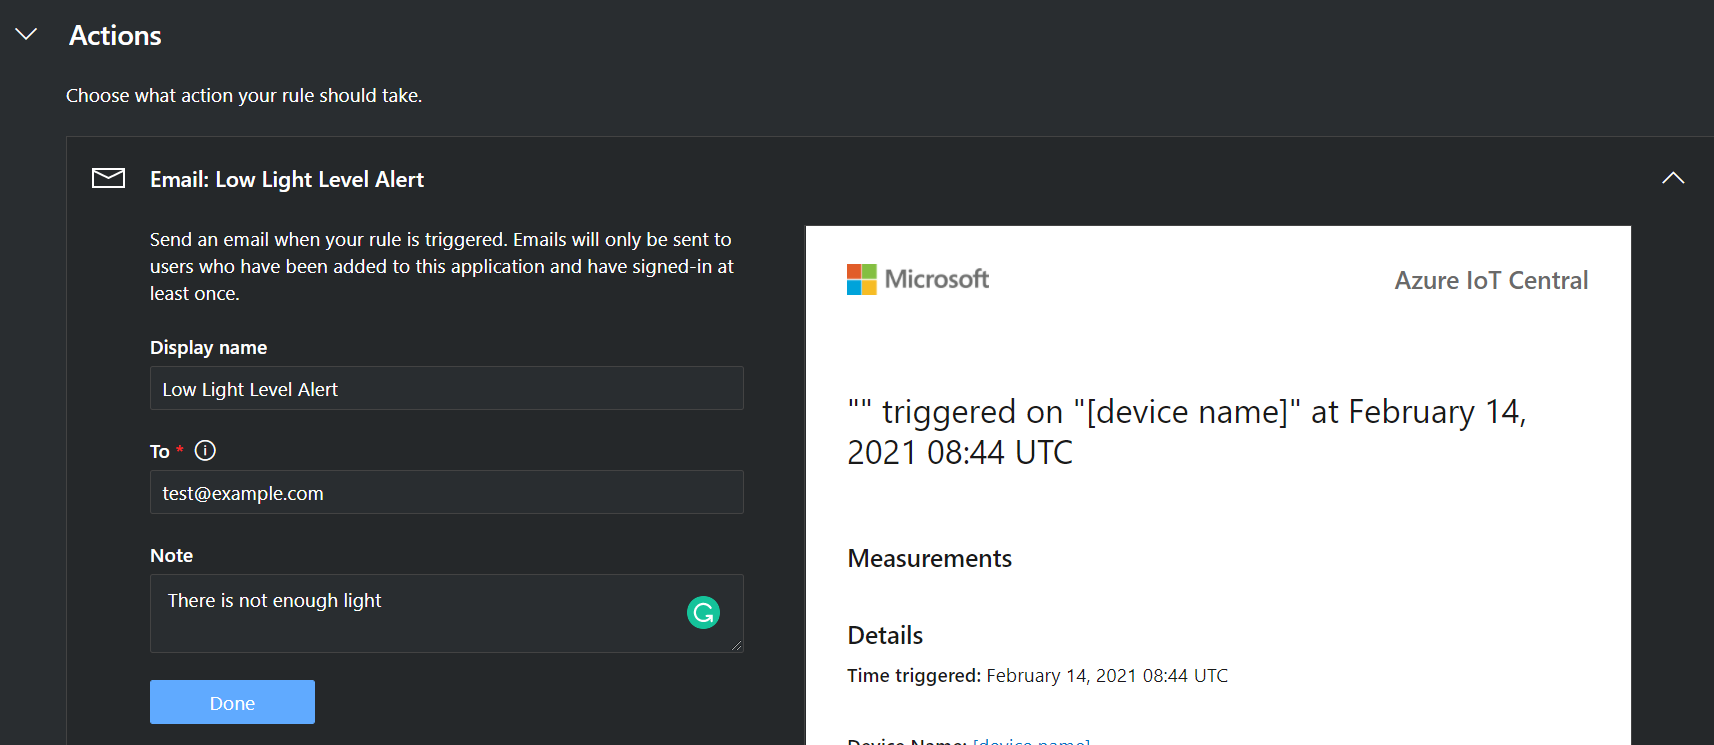 Actions
Choose what action your rule should take.
Email: Low Light Level Alert
Send an email when your rule is triggered. Emails will only be sent to
users who have been added to this application and have signed-in at
least once.
Display name
Low Light Level Alert
To *
test@example.com
Note
There is not enough light
Done
Microsoft
Azure IoT Central
"" triggered on "[device name]" at February 14,
2021 08:44 UTC
Measurements
Details
Time triggered: February 14, 2021 08:44 UTC
Device Name: [device name]